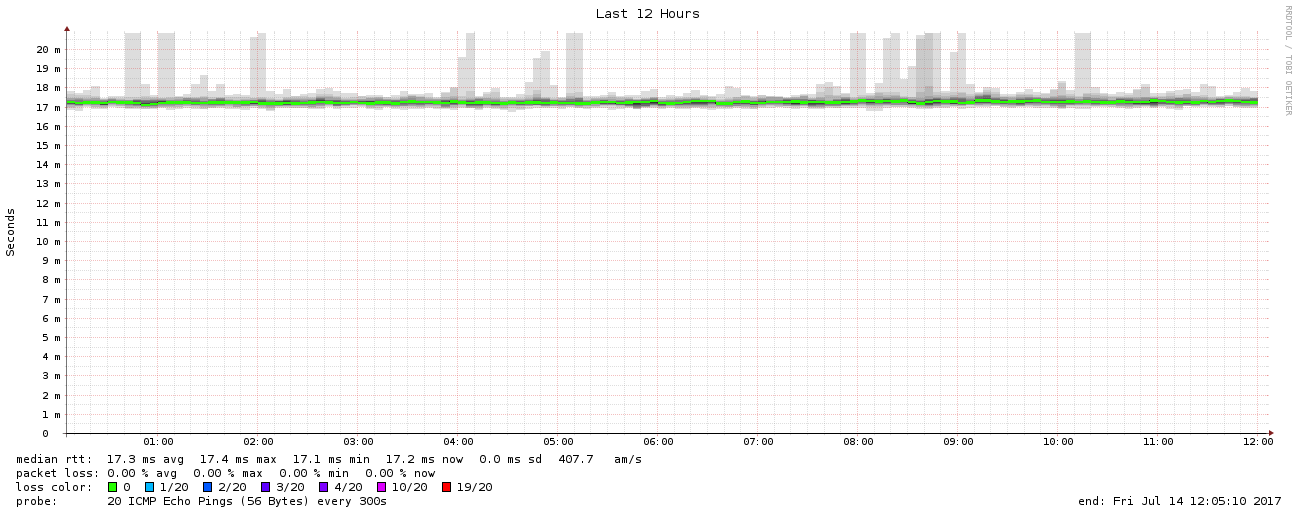 Last 12 Hours
RRDTOOL / TOBI OETIKER
Seconds
20 m
19 m
18 m
17 m
16 m
15 m
14 m
13 m
12 m
11 m
10 m
9 m
8 m
7 m
6 m
5 m
4 m
3 m
2 m
1 m
0
01:00 02:00 03:00 04:00 05:00 06:00 07:00 08:00 09:00 10:00 11:00 12:00
median rtt: 17.3 ms avg 17.4 ms max 17.1 ms min 17.2 ms now 0.0 ms sd 407.7 am/s
packet loss: 0.00 % avg 0.00 % max 0.00 % min 0.00 % now
loss color: 0 1/20 2/20 3/20 4/20 10/20 19/20
probe: 20 ICMP Echo Pings (56 Bytes) every 300s end: Fri Jul 14 12:05:10 2017